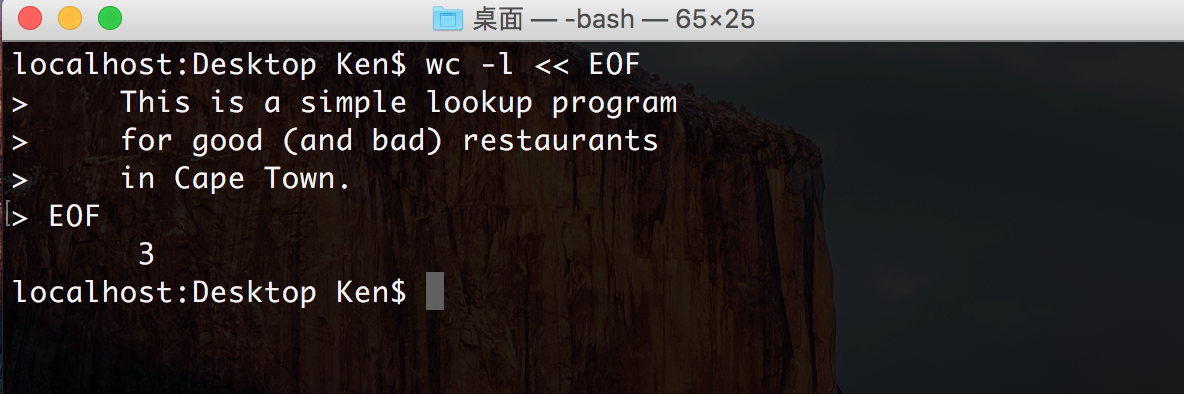 桌面 — -bash — 65×25
localhost:Desktop Ken$ wc -l << EOF
>     This is a simple lookup program
>     for good (and bad) restaurants
>     in Cape Town.
[> EOF
       3
localhost:Desktop Ken$